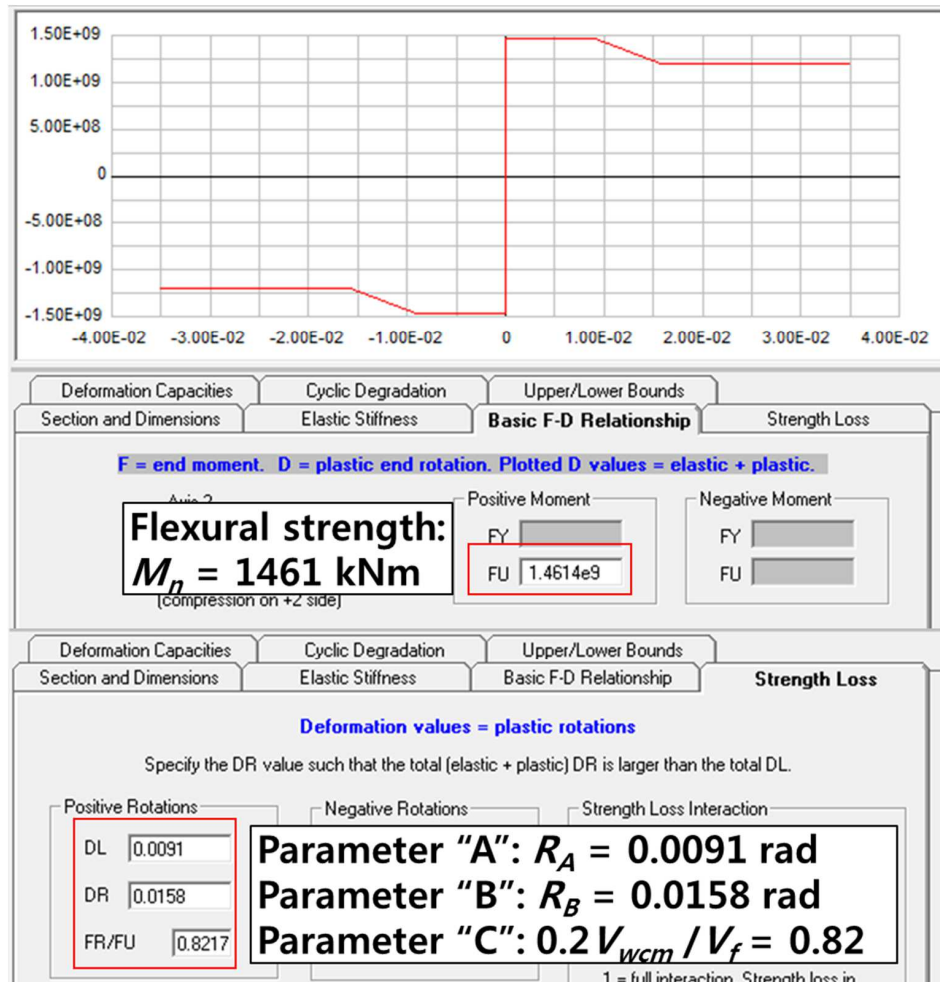 1.50E+09
1.00E+09
5.00E+08
0
-5.00E+08
-1.00E+09
-1.50E+09
-4.00E-02 -3.00E-02 -2.00E-02 -1.00E-02 0 1.00E-02 2.00E-02 3.00E-02 4.00E-02
Deformation Capacities Cyclic Degradation Upper/Lower Bounds
Section and Dimensions Elastic Stiffness Basic F-D Relationship Strength Loss
F = end moment. D = plastic end rotation. Plotted D values = elastic + plastic.
Positive Moment Negative Moment
Flexural strength:
Mn = 1461 kNm
FY FY
FU 1.4614e9 FU
(compression on +2 side)
Deformation Capacities Cyclic Degradation Upper/Lower Bounds
Section and Dimensions Elastic Stiffness Basic F-D Relationship Strength Loss
Deformation values = plastic rotations
Specify the DR value such that the total (elastic + plastic) DR is larger than the total DL.
Positive Rotations Negative Rotations Strength Loss Interaction
DL 0.0091 Parameter “A”: RA = 0.0091 rad
DR 0.0158 Parameter “B”: RB = 0.0158 rad
FR/FU 0.8217 Parameter “C”: 0.2Vwcm/Vf = 0.82
1 = full interaction. Strength loss in